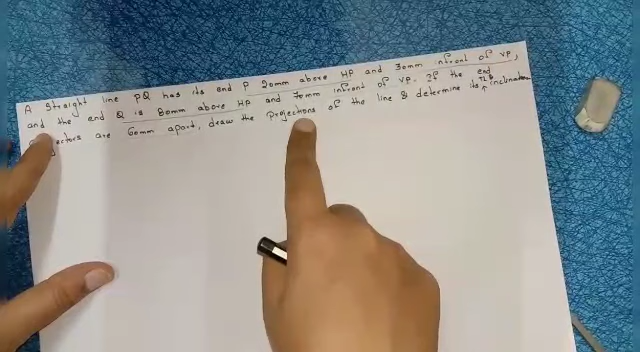 A straight line PQ has its end P 20mm above HP and 30mm infront of VP,
and the end Q is 80mm above HP and 70mm infront of VP. If the end
are 60mm apart, draw the projections of the line & determine its inclination